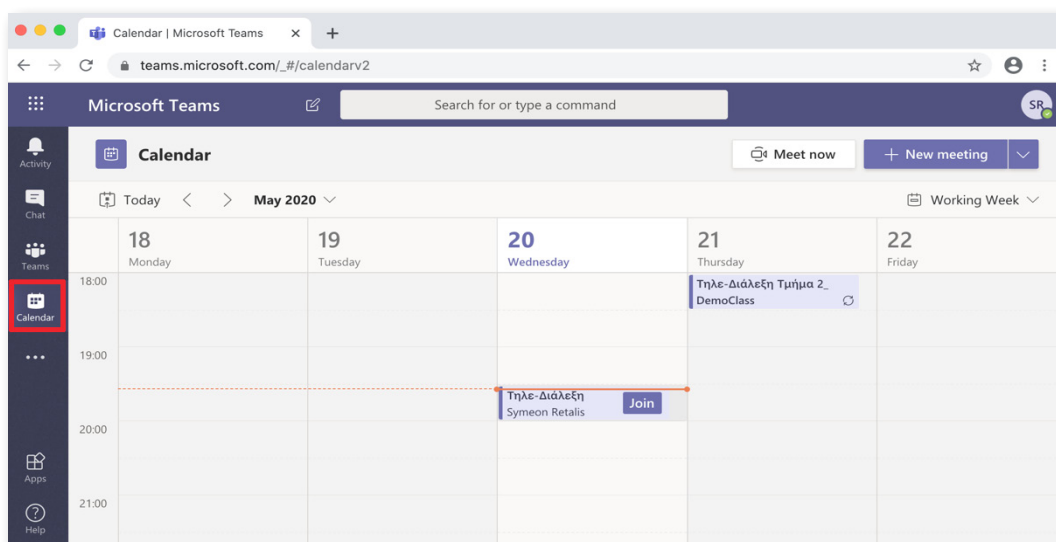 Calendar | Microsoft Teams
teams.microsoft.com/_#/calendarv2
Microsoft Teams
Search for or type a command
SR
Activity
Chat
Teams
Calendar
Apps
Help
Calendar
Meet now
New meeting
Today
May 2020
Working Week
18
Monday
19
Tuesday
20
Wednesday
21
Thursday
22
Friday
18:00
Τηλε-Διάλεξη Τμήμα 2_
DemoClass
19:00
Τηλε-Διάλεξη
Symeon Retalis
Join
20:00
21:00